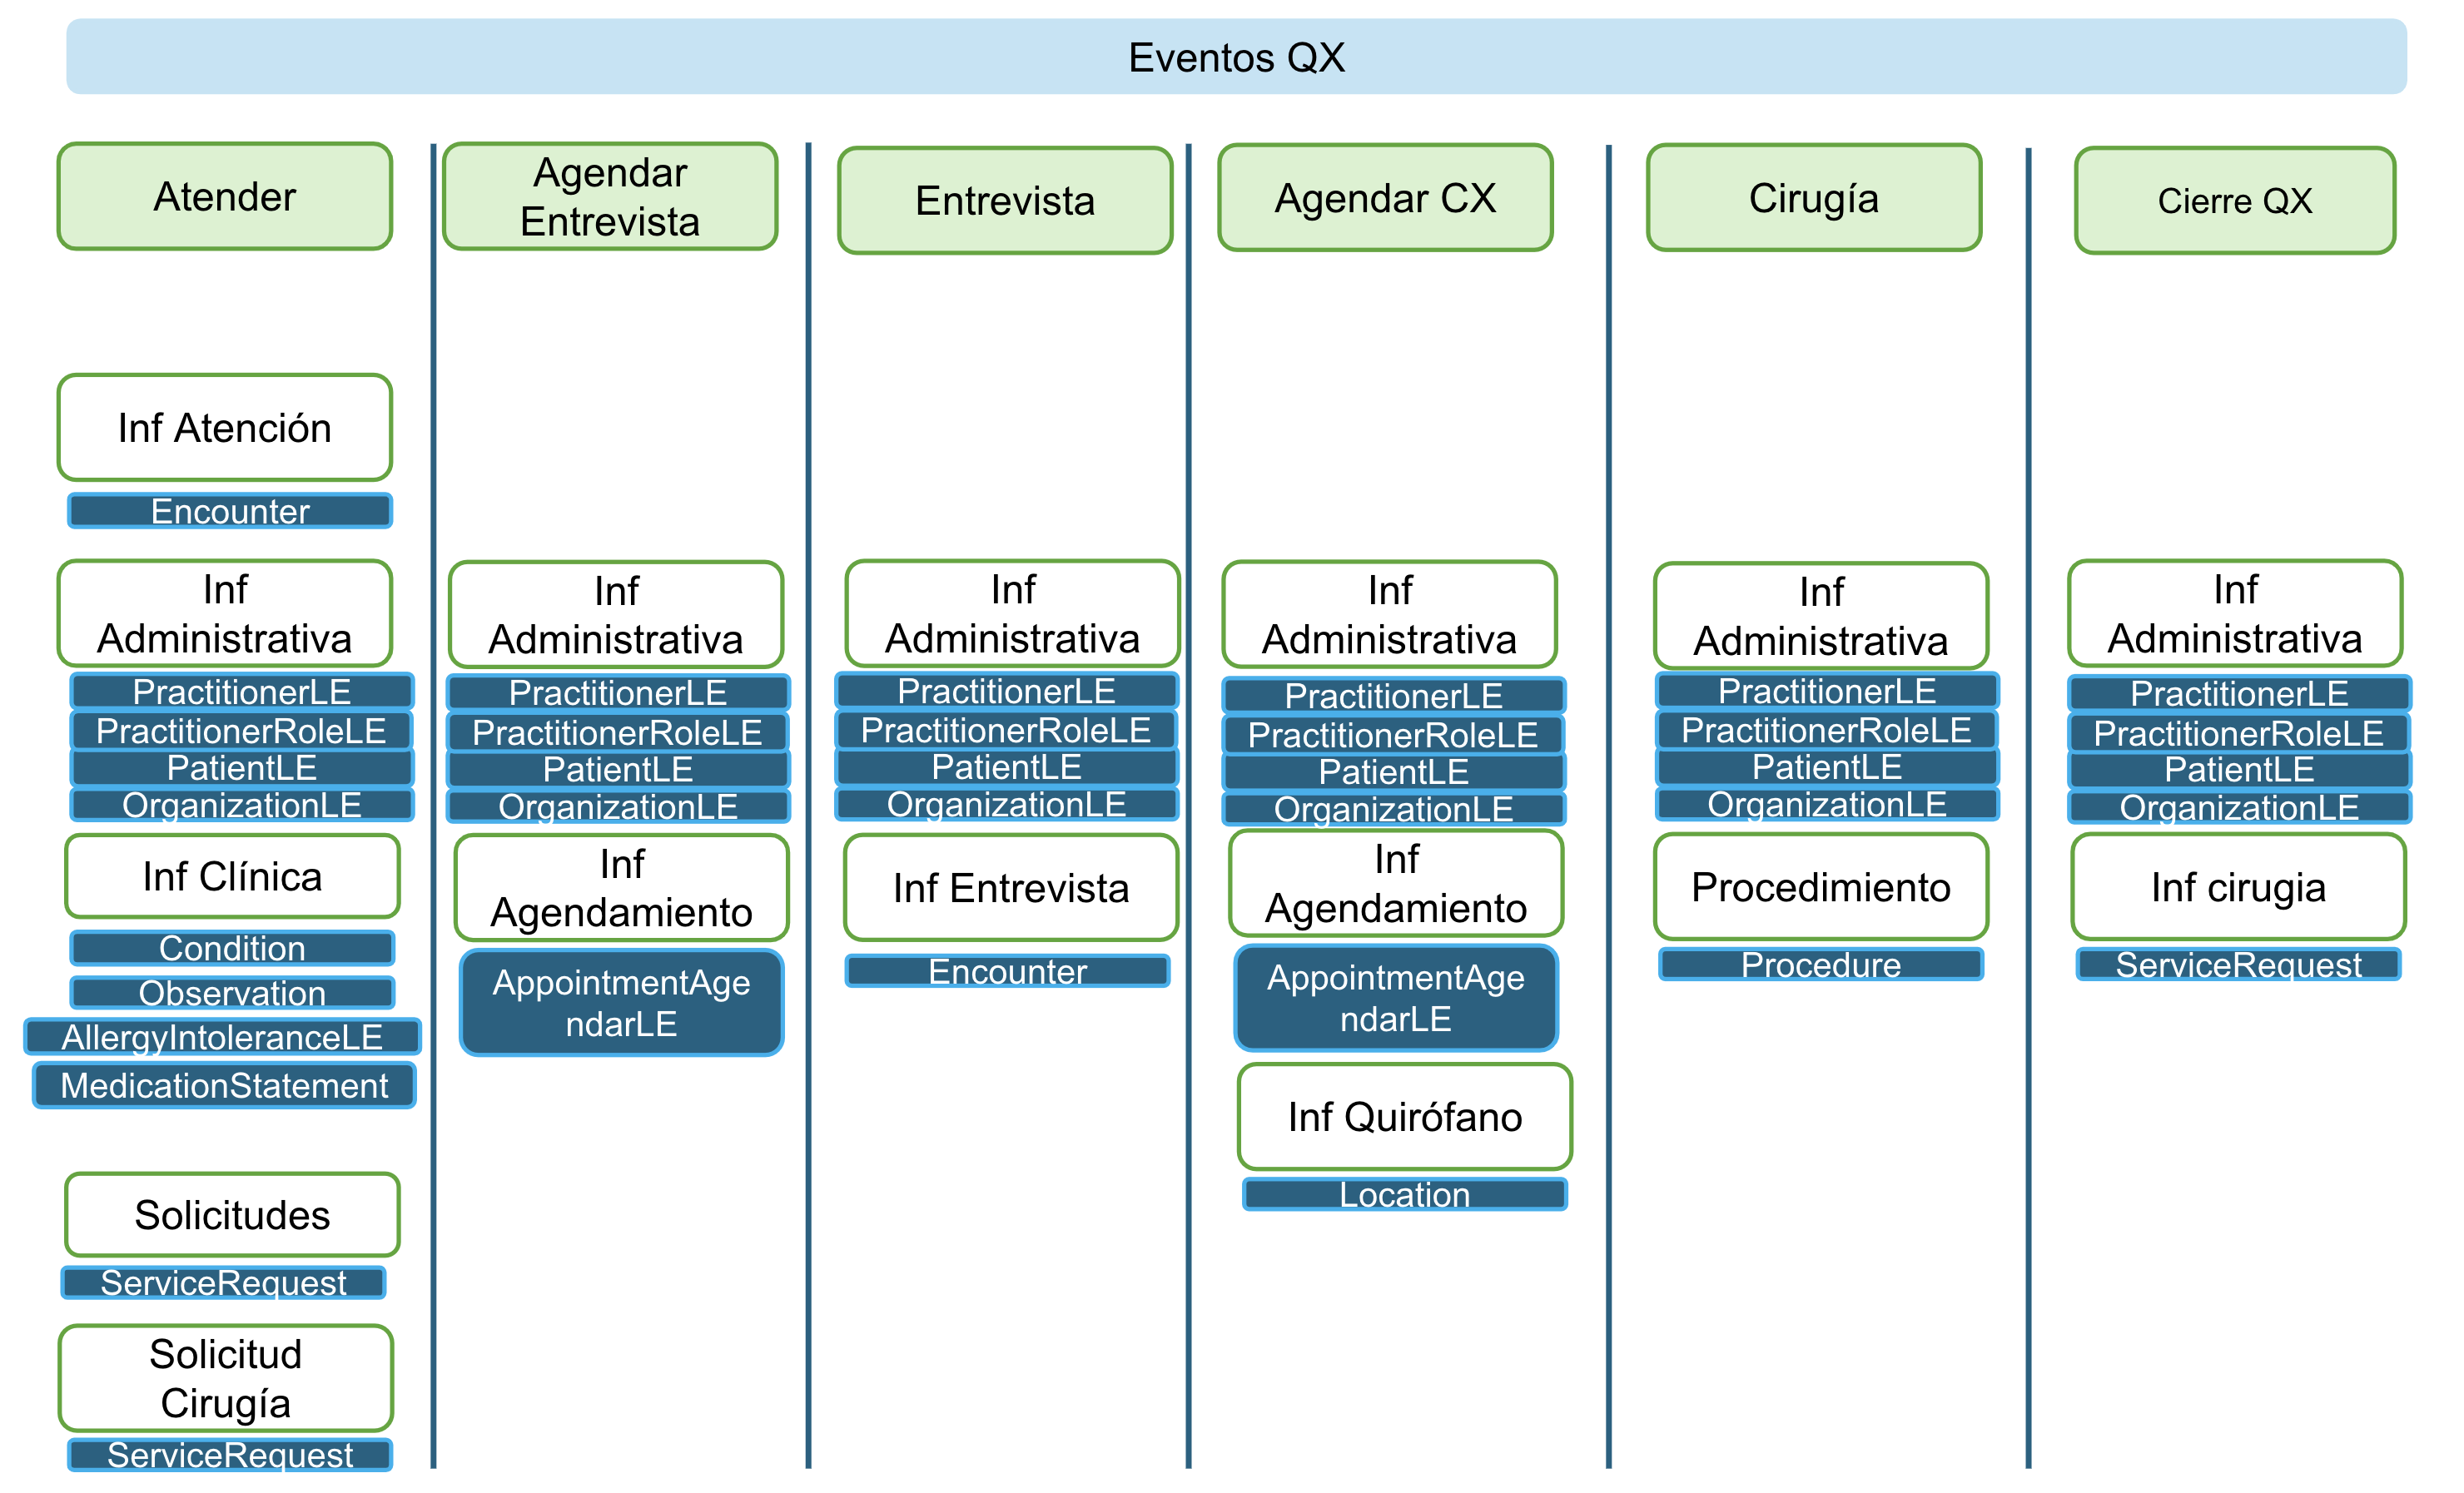 Eventos QX
Atender
Inf Atención
Encounter
Inf
Administrativa
PractitionerLE
PractitionerRoleLE
PatientLE
OrganizationLE
Inf Clínica
Condition
Observation
AllergyIntoleranceLE
MedicationStatement
Solicitudes
ServiceRequest
Solicitud
Cirugía
ServiceRequest
Agendar
Entrevista
Inf
Administrativa
PractitionerLE
PractitionerRoleLE
PatientLE
OrganizationLE
Inf
Agendamiento
AppointmentAge
ndarLE
Entrevista
Inf
Administrativa
PractitionerLE
PractitionerRoleLE
PatientLE
OrganizationLE
Inf Entrevista
Encounter
Agendar CX
Inf
Administrativa
PractitionerLE
PractitionerRoleLE
PatientLE
OrganizationLE
Inf
Agendamiento
AppointmentAge
ndarLE
Inf Quirófano
Location
Cirugía
Inf
Administrativa
PractitionerLE
PractitionerRoleLE
PatientLE
OrganizationLE
Procedimiento
Procedure
Cierre QX
Inf
Administrativa
PractitionerLE
PractitionerRoleLE
PatientLE
OrganizationLE
Inf cirugia
ServiceRequest